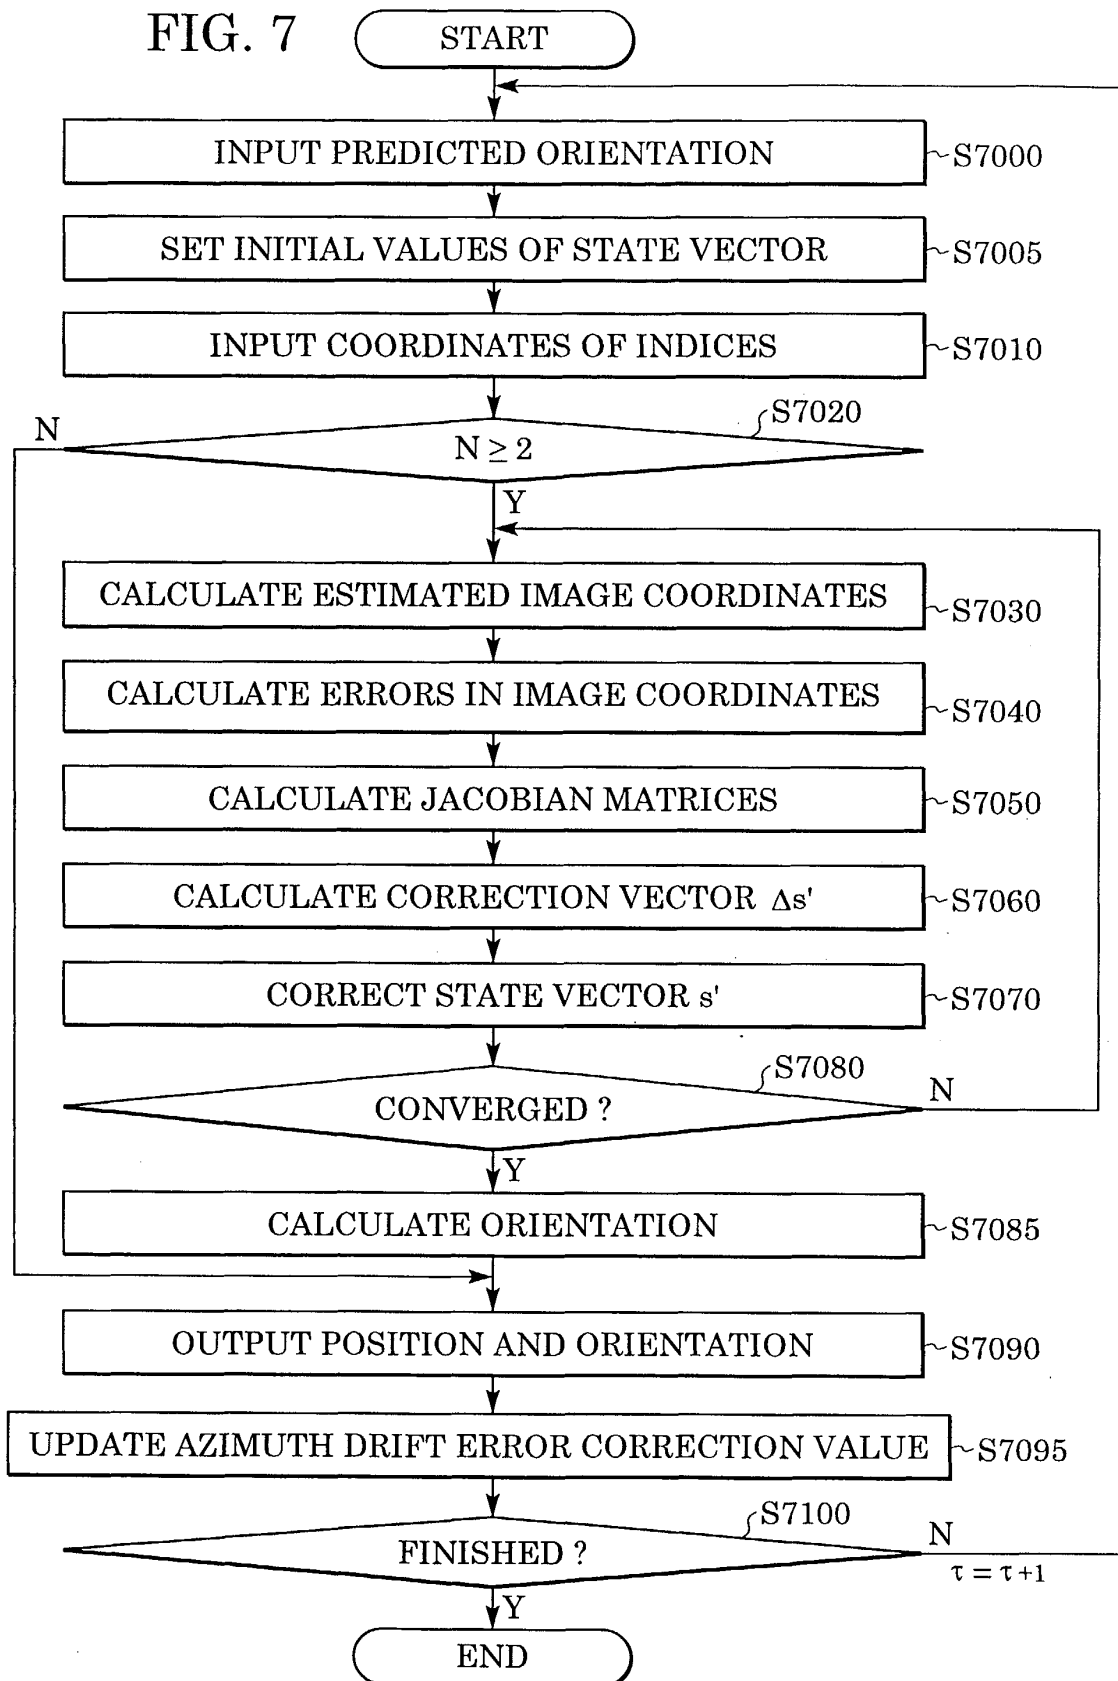 FIG. 7
START
INPUT PREDICTED ORIENTATION
S7000
SET INITIAL VALUES OF STATE VECTOR
S7005
INPUT COORDINATES OF INDICES
S7010
S7020
N
N ≥ 2
Y
CALCULATE ESTIMATED IMAGE COORDINATES
S7030
CALCULATE ERRORS IN IMAGE COORDINATES
S7040
CALCULATE JACOBIAN MATRICES
S7050
CALCULATE CORRECTION VECTOR Δs'
S7060
CORRECT STATE VECTOR s'
S7070
S7080
CONVERGED ?
N
Y
CALCULATE ORIENTATION
S7085
OUTPUT POSITION AND ORIENTATION
S7090
UPDATE AZIMUTH DRIFT ERROR CORRECTION VALUE
S7095
S7100
FINISHED ?
N
τ = τ+1
Y
END